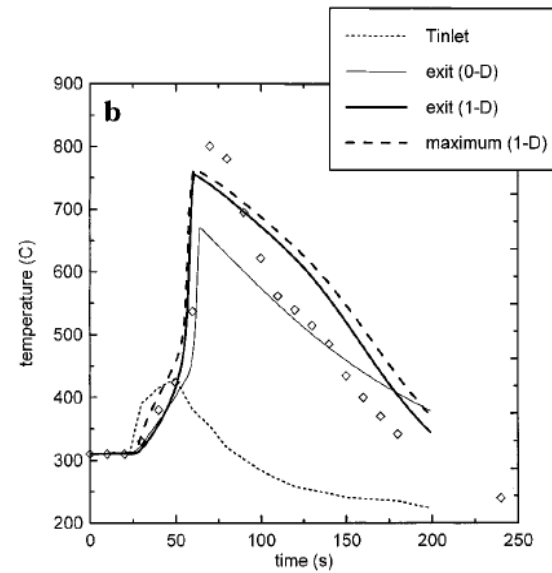 Tinlet
exit (0-D)
exit (1-D)
maximum (1-D)
b
900
800
700
600
500
400
300
200
temperature (C)
0
50
100
150
200
250
time (s)